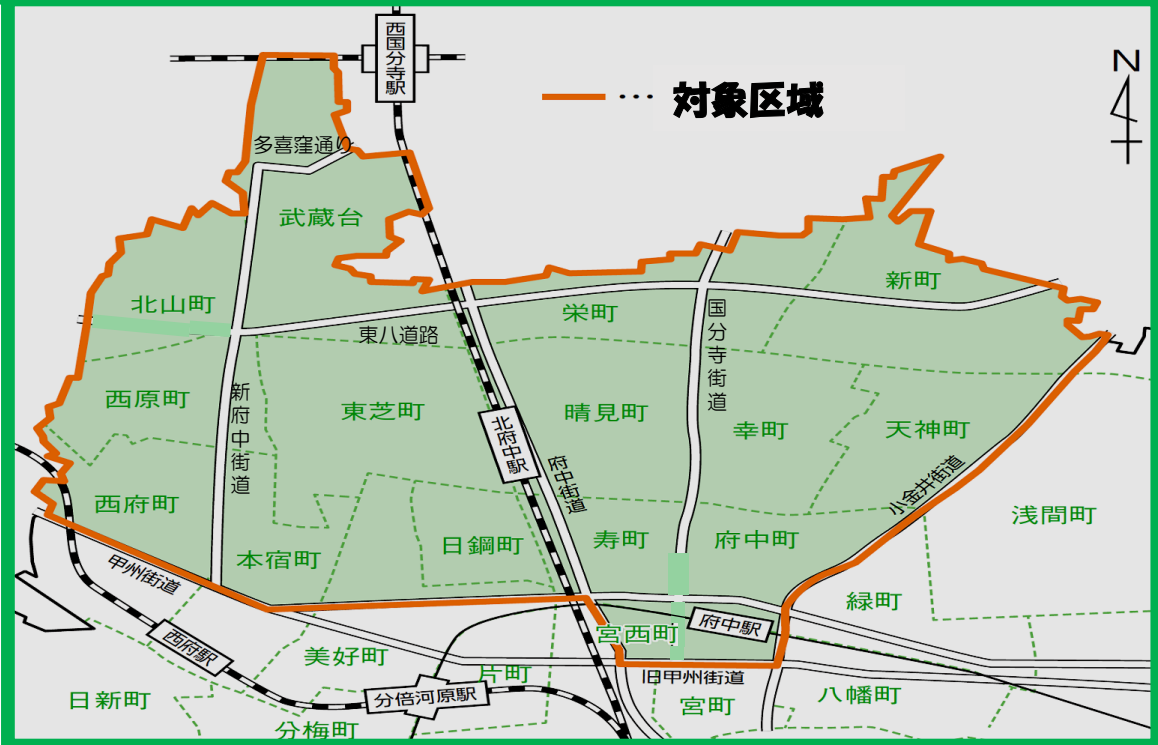 西国分寺駅
… 対象区域
N
多喜窪通り
武蔵台
新町
北山町
栄町
国分寺街道
東八道路
西原町
新府中街道
東芝町
晴見町
幸町
天神町
北府中駅
府中街道
小金井街道
西府町
浅間町
本宿町
日鋼町
寿町
府中町
甲州街道
緑町
西府駅
宮西町
府中駅
美好町
片町
旧甲州街道
日新町
分倍河原駅
宮町
八幡町
分梅町